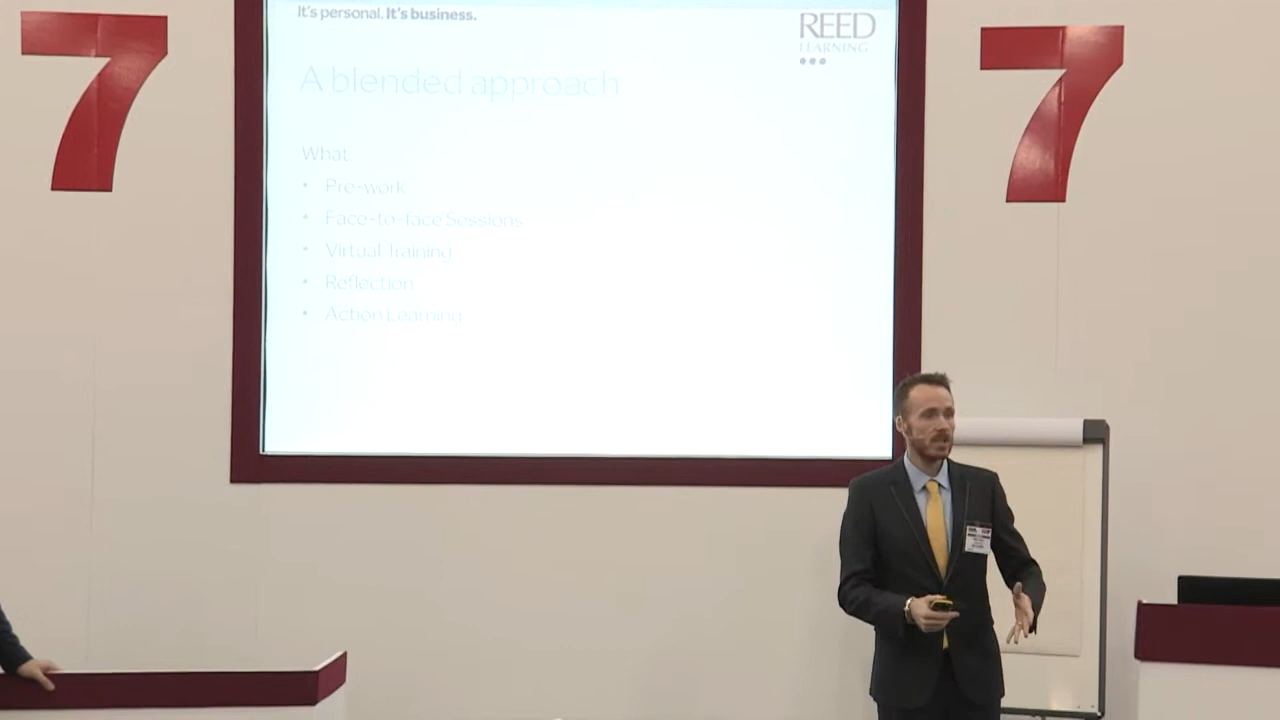 It's personal. It's business.
REED
LEARNING
7
7
A blended approach
What
• Pre-work
• Face-to-face Sessions
• Virtual Training
• Reflection
• Action Learning